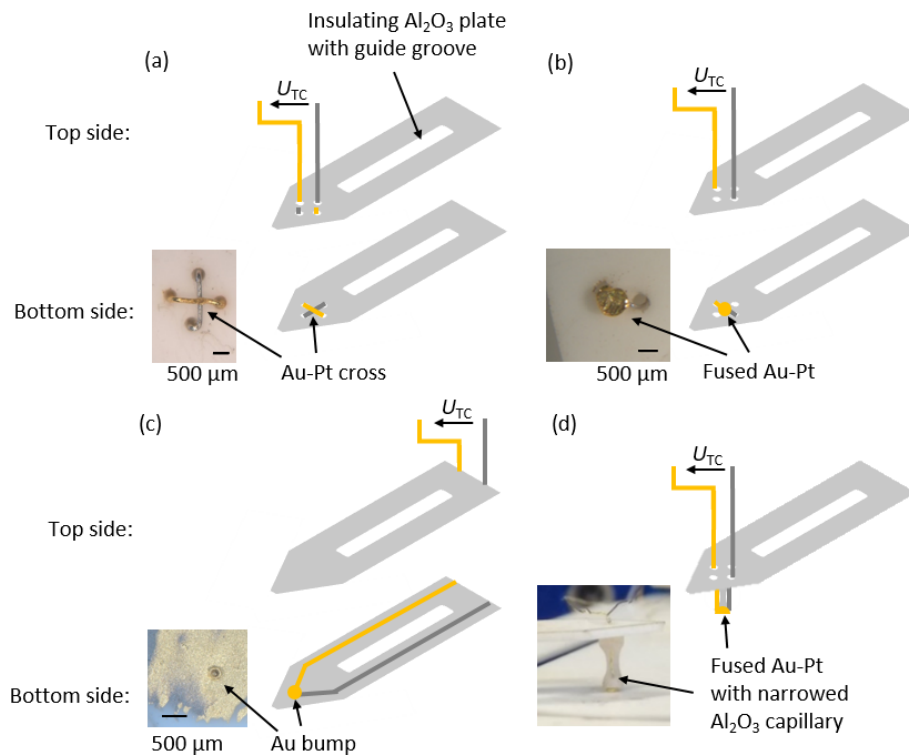 Insulating Al₂O₃ plate
with guide groove
(a)
U_TC
Top side:
(b)
U_TC
Bottom side:
500 µm
Au-Pt cross
500 µm
Fused Au-Pt
(c)
U_TC
Top side:
(d)
U_TC
Bottom side:
500 µm
Au bump
Fused Au-Pt
with narrowed
Al₂O₃ capillary